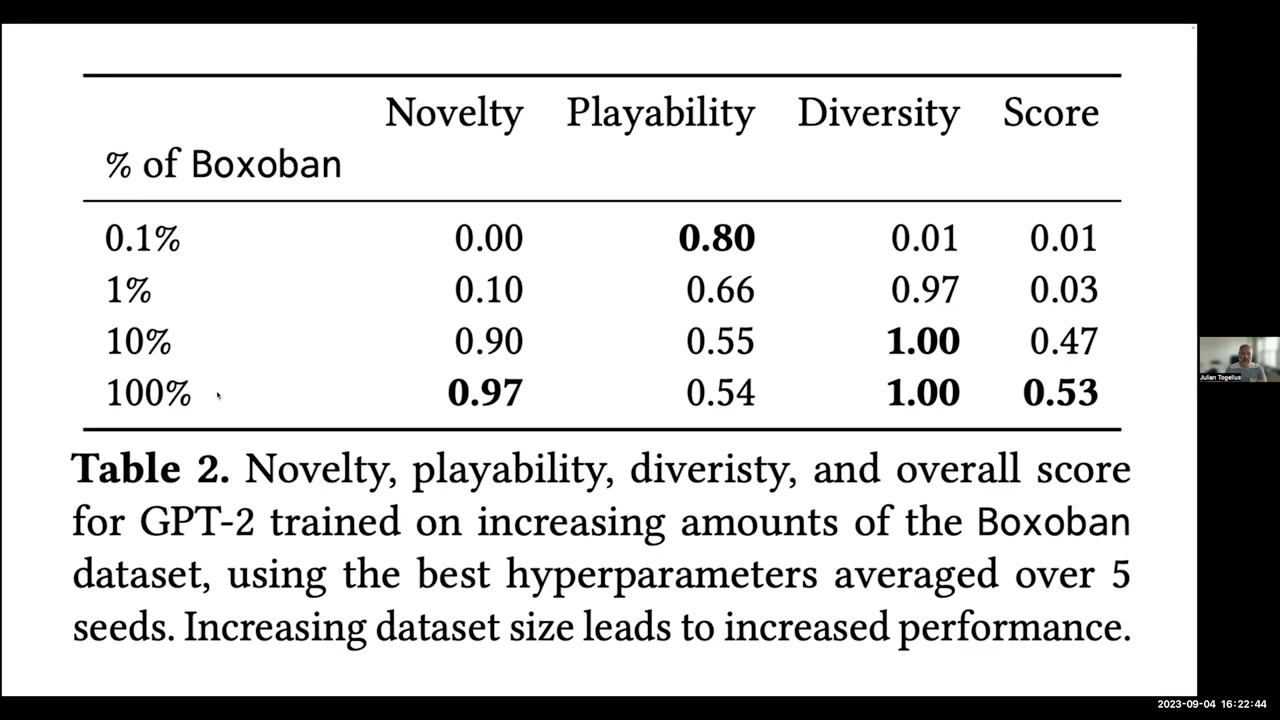 Novelty Playability Diversity Score
% of Boxoban
0.1% 0.00 0.80 0.01 0.01
1% 0.10 0.66 0.97 0.03
10% 0.90 0.55 1.00 0.47
100% 0.97 0.54 1.00 0.53
Table 2. Novelty, playability, diveristy, and overall score
for GPT-2 trained on increasing amounts of the Boxoban
dataset, using the best hyperparameters averaged over 5
seeds. Increasing dataset size leads to increased performance.
Julian Togelius
2023-09-04 16:22:44